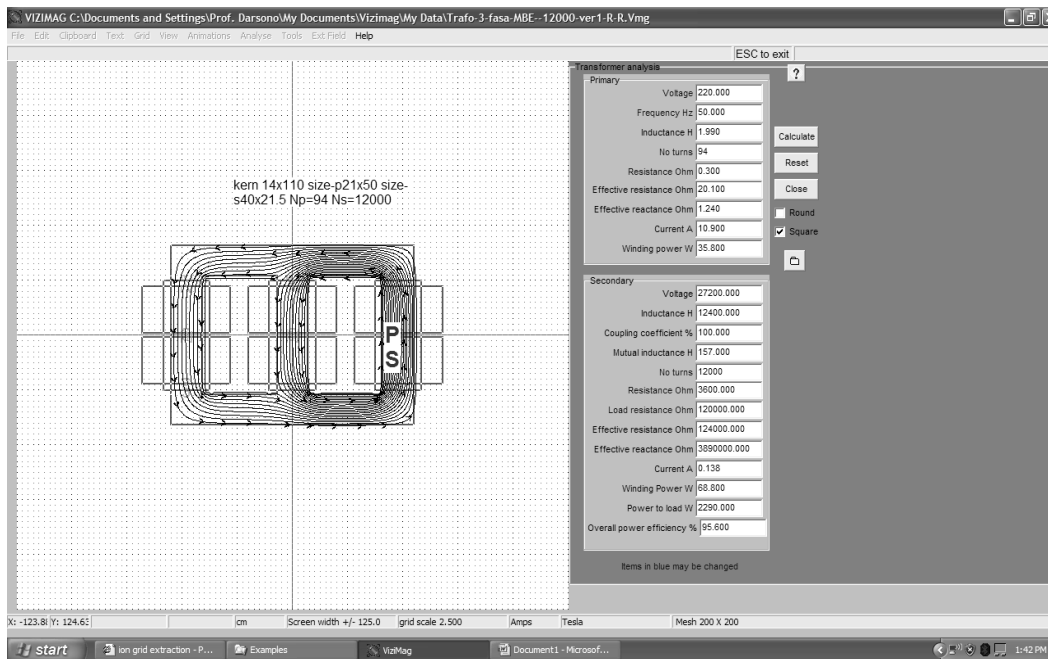 VIZIMAG C:\Documents and Settings\Prof. Darsono\My Documents\Vizimag\My Data\Trafo-3-fasa-MBE--12000-ver1-R-R.Vmg
File Edit Clipboard Text Grid View Animations Analyse Tools Ext Field Help
ESC to exit
kern 14x110 size-p21x50 size-
s40x21.5 Np=94 Ns=12000
P
S
Transformer analysis
?
Primary
Voltage 220.000
Frequency Hz 50.000
Inductance H 1.990
No turns 94
Resistance Ohm 0.300
Effective resistance Ohm 20.100
Effective reactance Ohm 1.240
Current A 10.900
Winding power W 35.800
Calculate
Reset
Close
Round
Square
Secondary
Voltage 27200.000
Inductance H 12400.000
Coupling coefficient % 100.000
Mutual inductance H 157.000
No turns 12000
Resistance Ohm 3600.000
Load resistance Ohm 120000.000
Effective resistance Ohm 124000.000
Effective reactance Ohm 3890000.000
Current A 0.138
Winding Power W 68.800
Power to load W 2290.000
Overall power efficiency % 95.600
Items in blue may be changed
X: -123.8 Y: 124.6 cm Screen width +/- 125.0 grid scale 2.500 Amps Tesla Mesh 200 X 200
start ion grid extraction - P... Examples ViziMag Document1 - Microsof... 1:42 PM